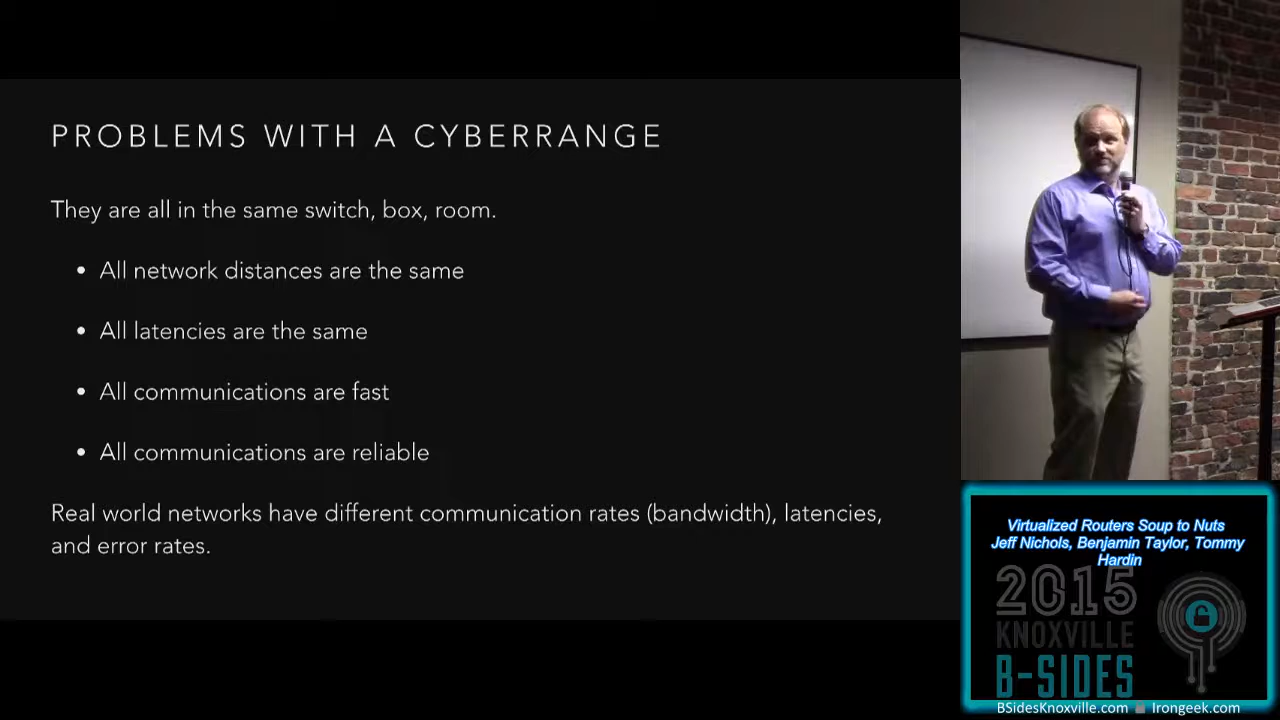 PROBLEMS WITH A CYBERRANGE
They are all in the same switch, box, room.
• All network distances are the same
• All latencies are the same
• All communications are fast
• All communications are reliable
Real world networks have different communication rates (bandwidth), latencies,
and error rates.
Virtualized Routers Soup to Nuts
Jeff Nichols, Benjamin Taylor, Tommy
Hardin
2015
KNOXVILLE
B-SIDES
BSidesKnoxville.com Irongeek.com